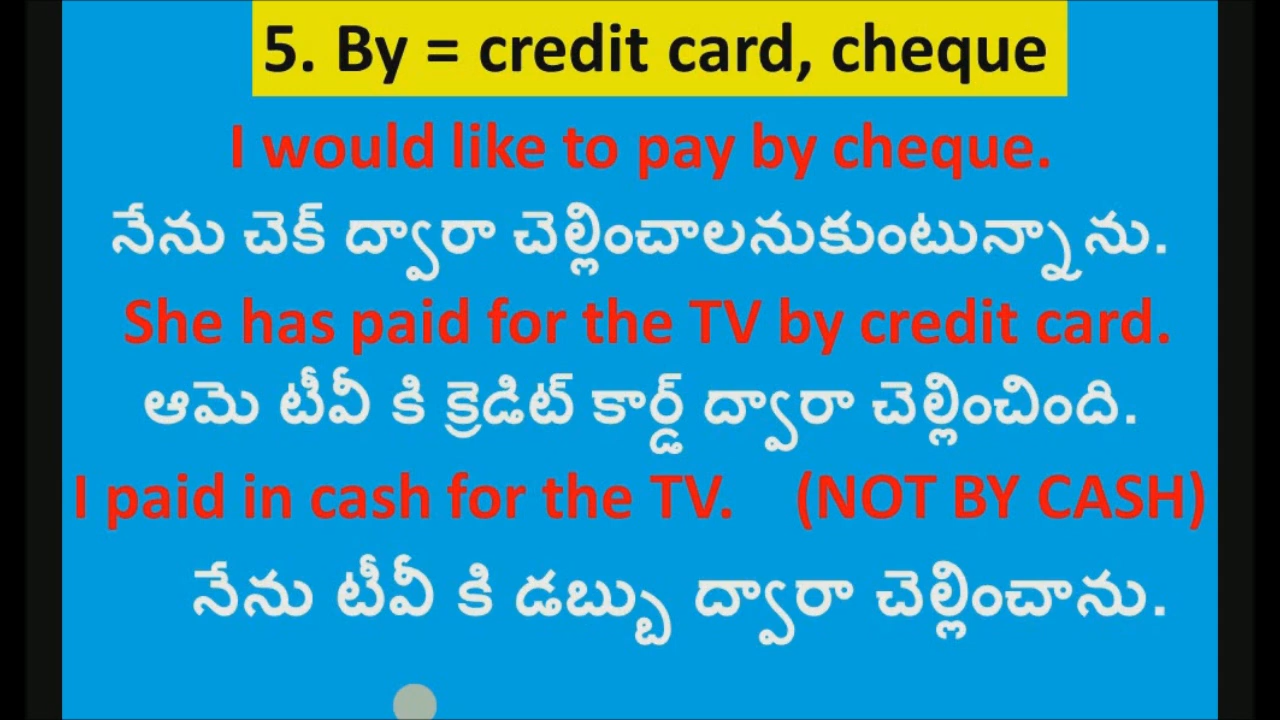 5. By = credit card, cheque
I would like to pay by cheque.
నేను చెక్ ద్వారా చెల్లించాలనుకుంటున్నాను.
She has paid for the TV by credit card.
ఆమె టీవీ కి క్రెడిట్ కార్డ్ ద్వారా చెల్లించింది.
I paid in cash for the TV. (NOT BY CASH)
నేను టీవీ కి డబ్బు ద్వారా చెల్లించాను.